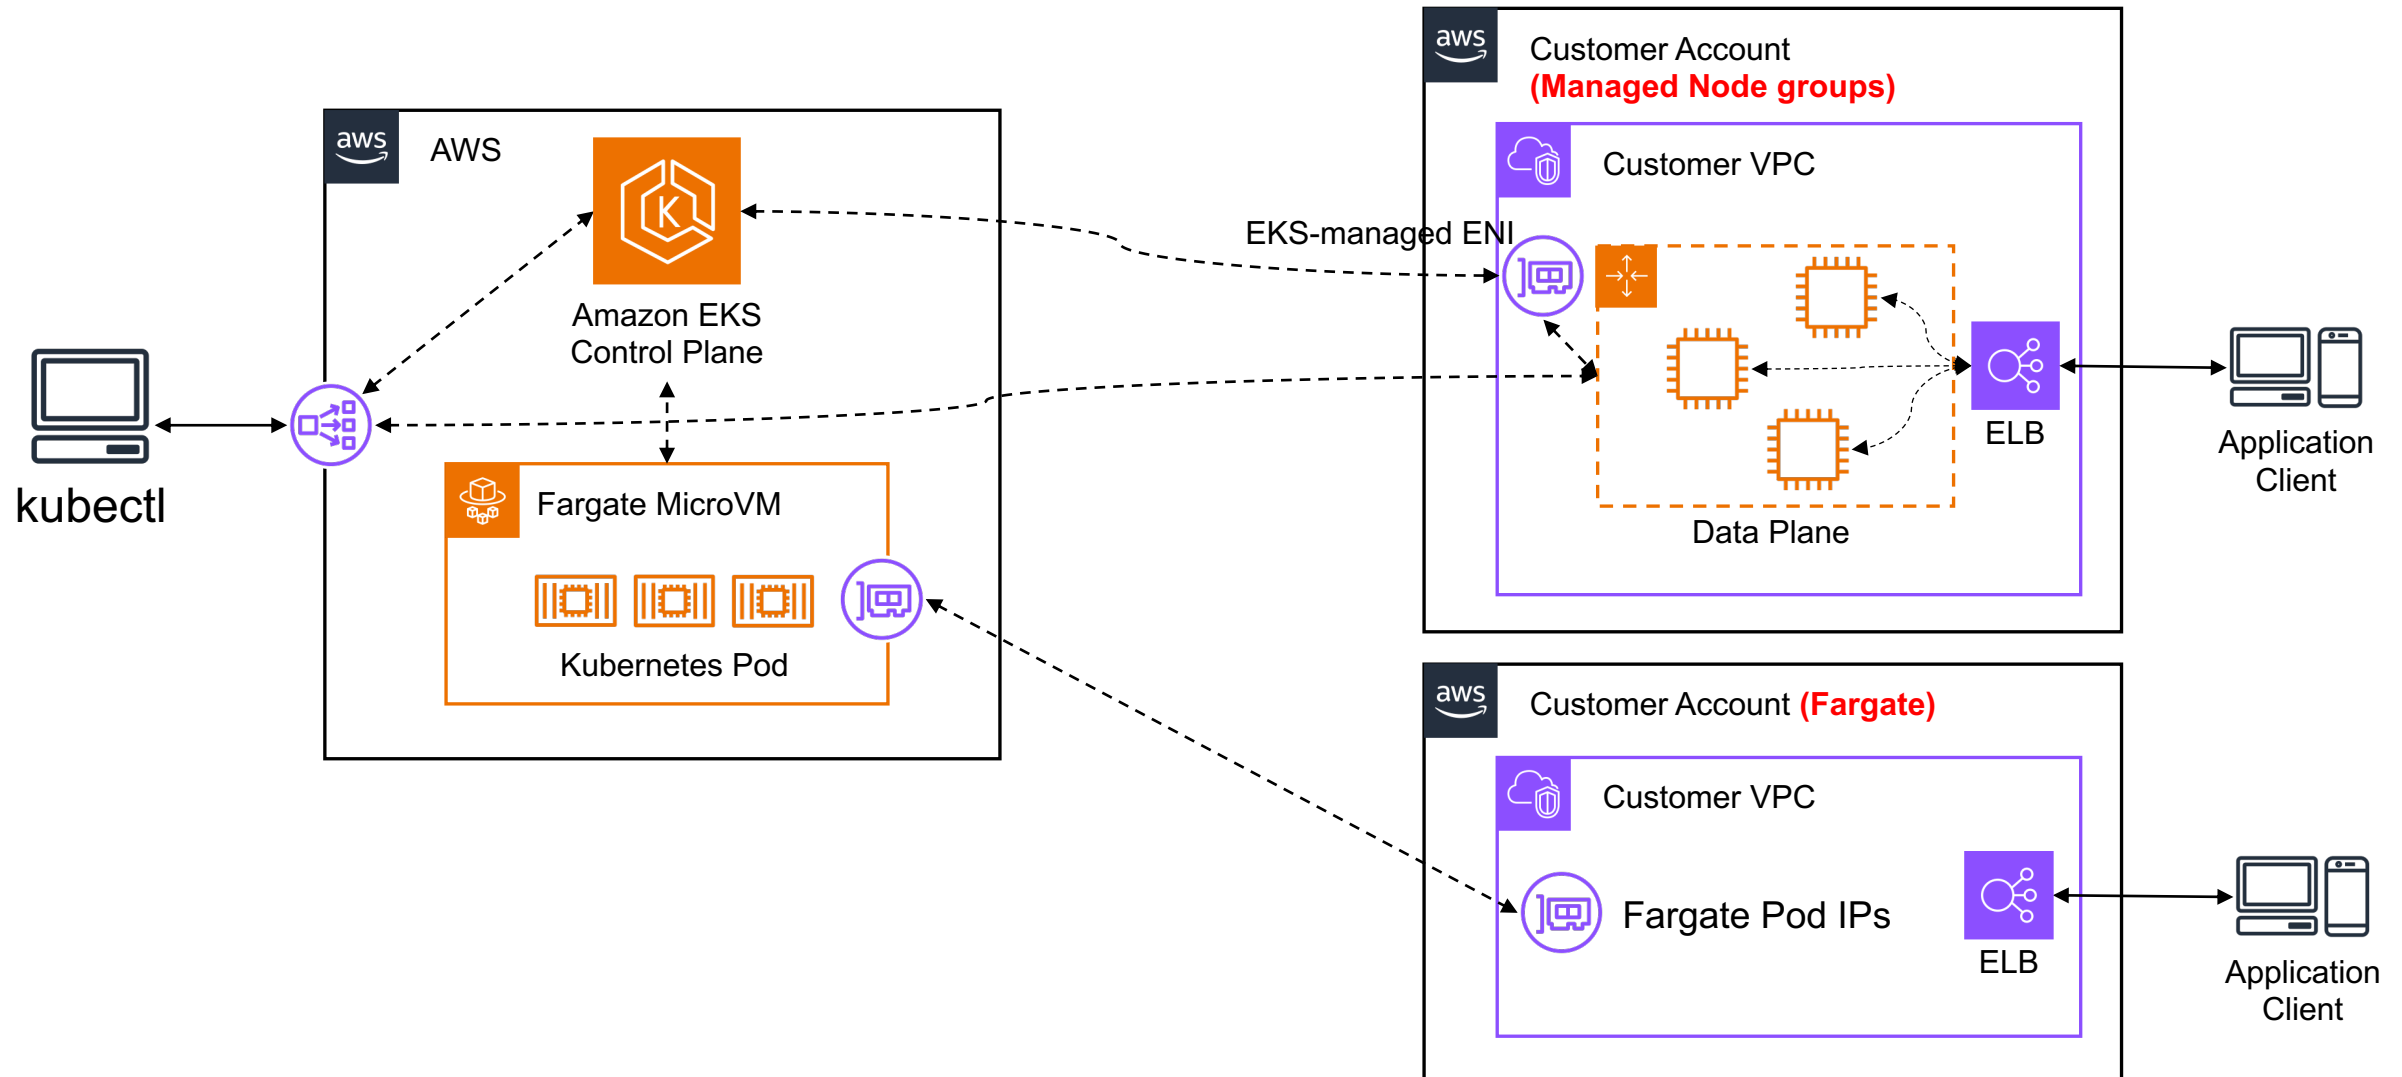 kubectl
aws
AWS
Amazon EKS
Control Plane
K
Fargate MicroVM
Kubernetes Pod
EKS-managed ENI
aws
Customer Account
(Managed Node groups)
Customer VPC
Data Plane
ELB
Application
Client
aws
Customer Account (Fargate)
Customer VPC
Fargate Pod IPs
ELB
Application
Client